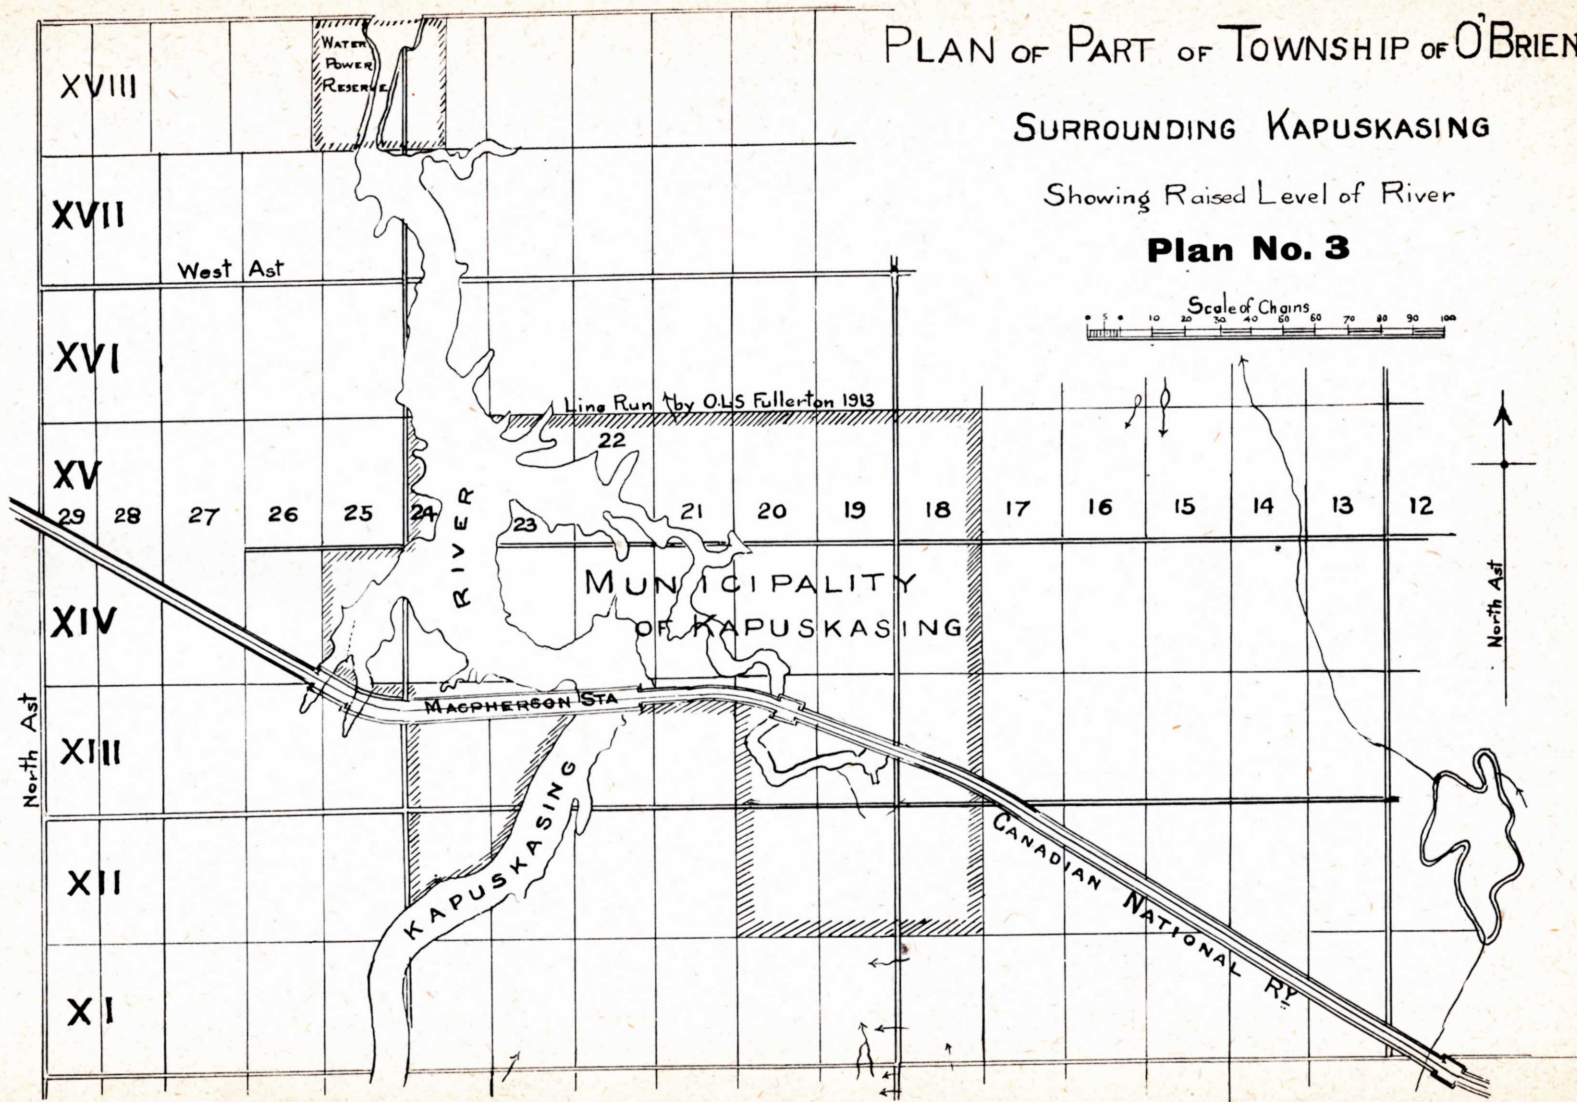 PLAN OF PART OF TOWNSHIP OF O'BRIEN
SURROUNDING KAPUSKASING
Showing Raised Level of River
Plan No. 3
Scale of Chains
0 5 0 10 20 30 40 50 60 70 80 90 100
WATER
POWER
RESERVE
XVIII
XVII
West Ast
XVI
Line Run by O.L.S Fullerton 1913
XV
22
29 28 27 26 25 24 23 21 20 19 18 17 16 15 14 13 12
RIVER
MUNICIPALITY
OF KAPUSKASING
XIV
North Ast
North Ast
MACPHERSON STA
XIII
KAPUSKASING
CANADIAN NATIONAL RY
XII
XI